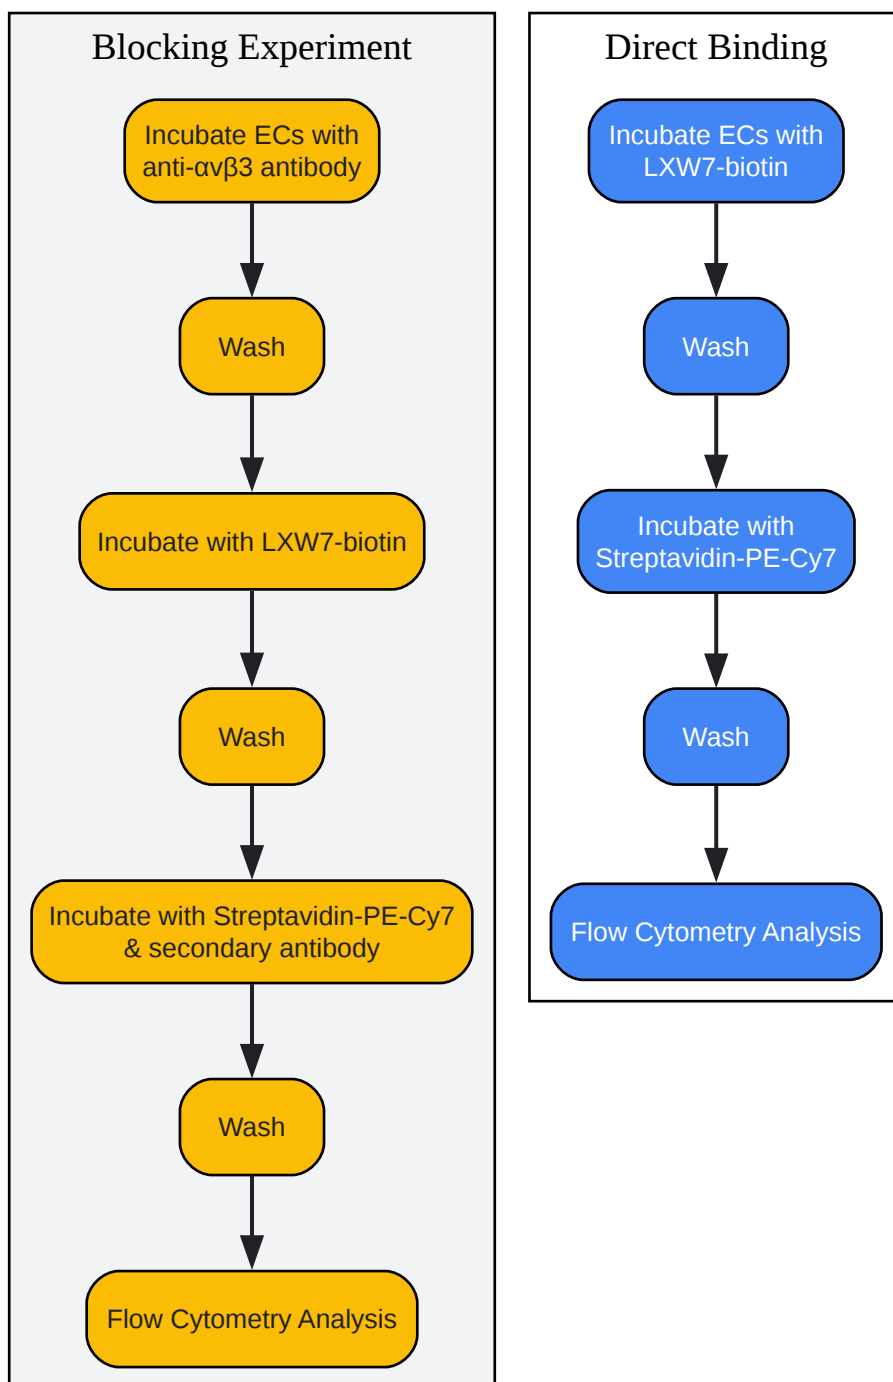 Blocking Experiment
Incubate ECs with
anti-αvβ3 antibody
Wash
Incubate with LXW7-biotin
Wash
Incubate with Streptavidin-PE-Cy7
& secondary antibody
Wash
Flow Cytometry Analysis
Direct Binding
Incubate ECs with
LXW7-biotin
Wash
Incubate with
Streptavidin-PE-Cy7
Wash
Flow Cytometry Analysis